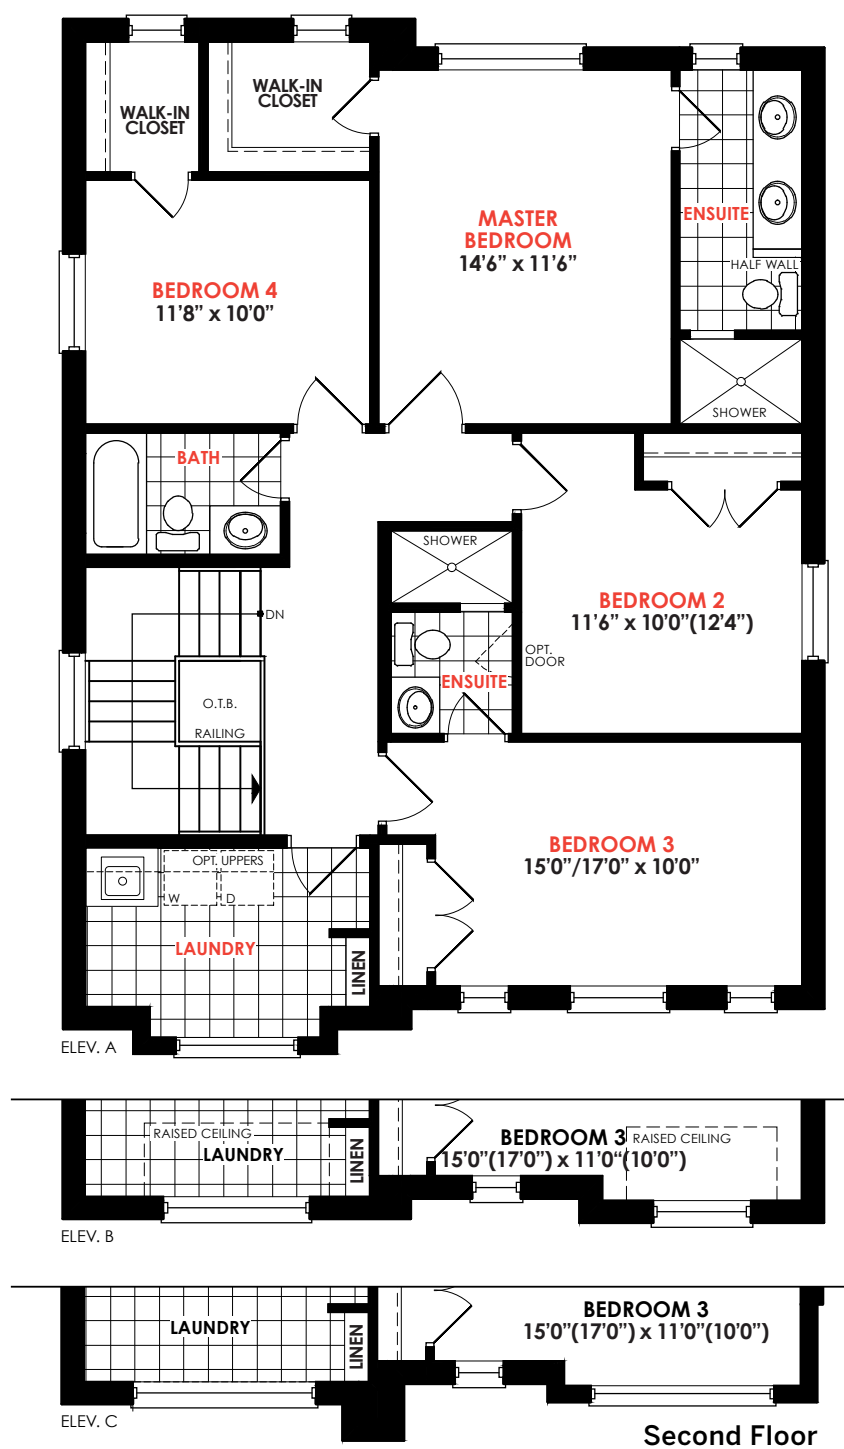 WALK-IN
CLOSET
WALK-IN
CLOSET
MASTER
BEDROOM
14’6” x 11’6”
ENSUITE
HALF WALL
SHOWER
BEDROOM 4
11’8” x 10’0”
BATH
SHOWER
BEDROOM 2
11’6” x 10’0”(12’4”)
OPT.
DOOR
ENSUITE
DN
O.T.B.
RAILING
BEDROOM 3
15’0”/17’0” x 10’0”
OPT. UPPERS
W
D
LAUNDRY
LINEN
ELEV. A
RAISED CEILING
LAUNDRY
LINEN
BEDROOM 3
15’0”(17’0”) x 11’0“(10’0”)
RAISED CEILING
ELEV. B
LAUNDRY
LINEN
BEDROOM 3
15’0”(17’0”) x 11’0”(10’0”)
ELEV. C
Second Floor